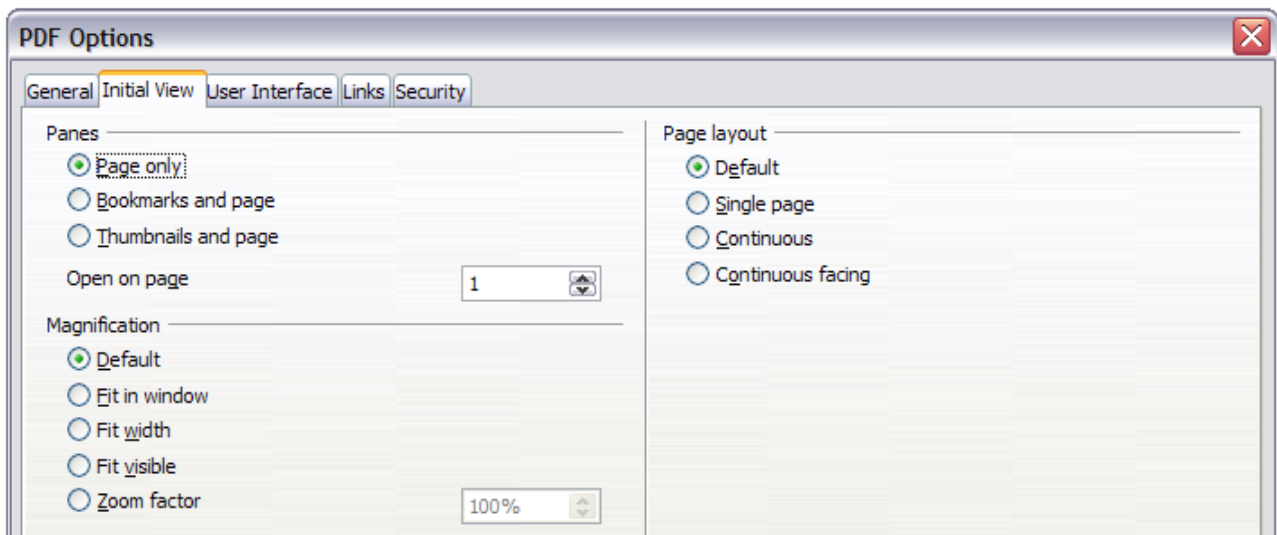 PDF Options
General Initial View User Interface Links Security
Panes
Page only
Bookmarks and page
Thumbnails and page
Open on page 1
Magnification
Default
Fit in window
Fit width
Fit visible
Zoom factor 100%
Page layout
Default
Single page
Continuous
Continuous facing